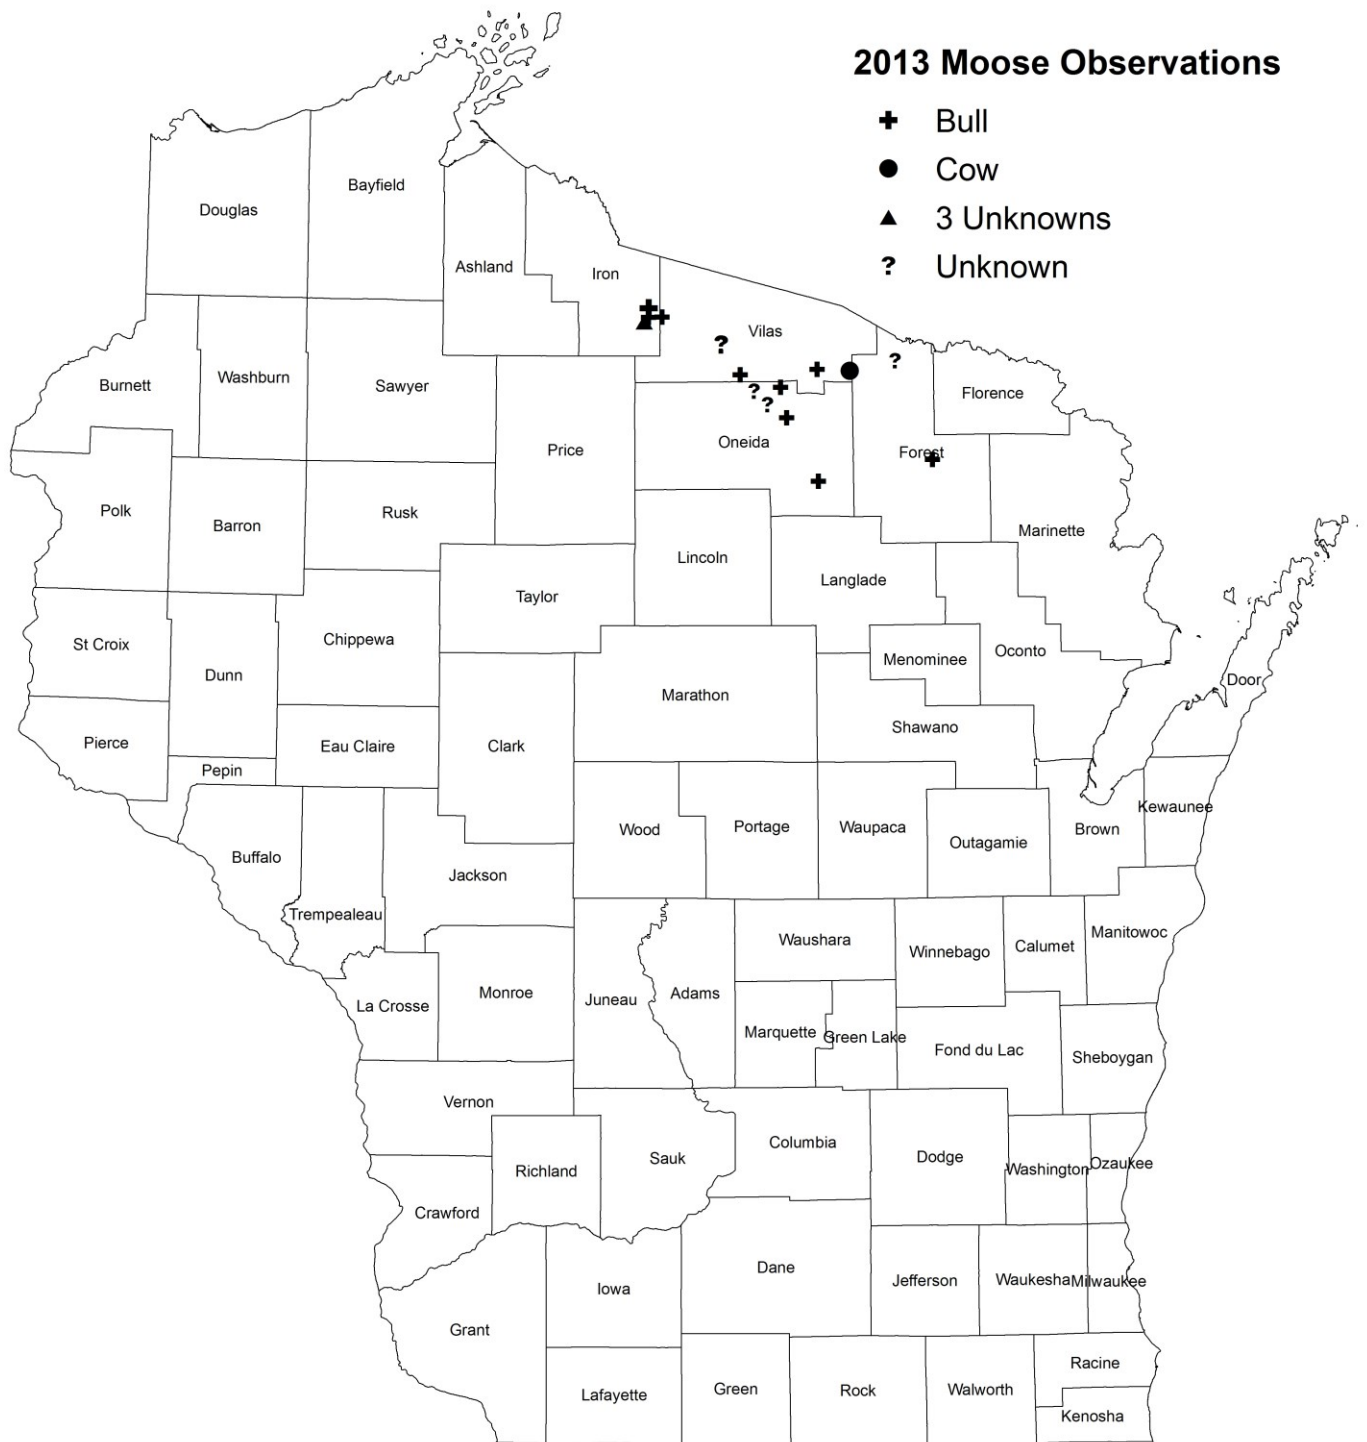 2013 Moose Observations
Bull
Cow
3 Unknowns
? Unknown
Bayfield
Douglas
Ashland
Iron
Vilas
?
?
Burnett
Washburn
Sawyer
Florence
?
?
Price
Oneida
Forest
Polk
Barron
Rusk
Marinette
Lincoln
Langlade
Taylor
St Croix
Chippewa
Dunn
Menominee
Oconto
Door
Marathon
Shawano
Pierce
Eau Claire
Clark
Pepin
Kewaunee
Wood
Portage
Waupaca
Outagamie
Brown
Buffalo
Jackson
Trempealeau
Waushara
Winnebago
Calumet
Manitowoc
La Crosse
Monroe
Juneau
Adams
Marquette
Green Lake
Fond du Lac
Sheboygan
Vernon
Richland
Sauk
Columbia
Dodge
Washington
Ozaukee
Crawford
Iowa
Dane
Jefferson
Waukesha
Milwaukee
Grant
Lafayette
Green
Rock
Walworth
Racine
Kenosha